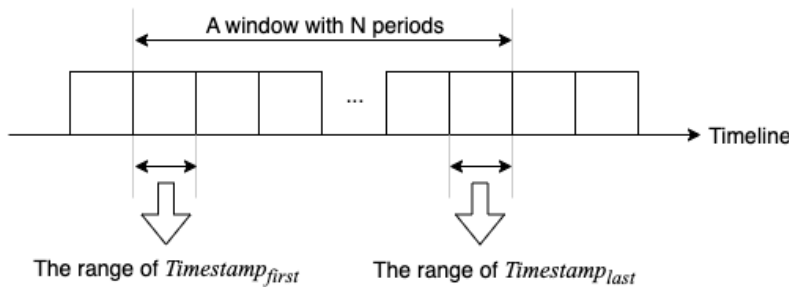 A window with N periods
...
Timeline
The range of Timestamp_first
The range of Timestamp_last